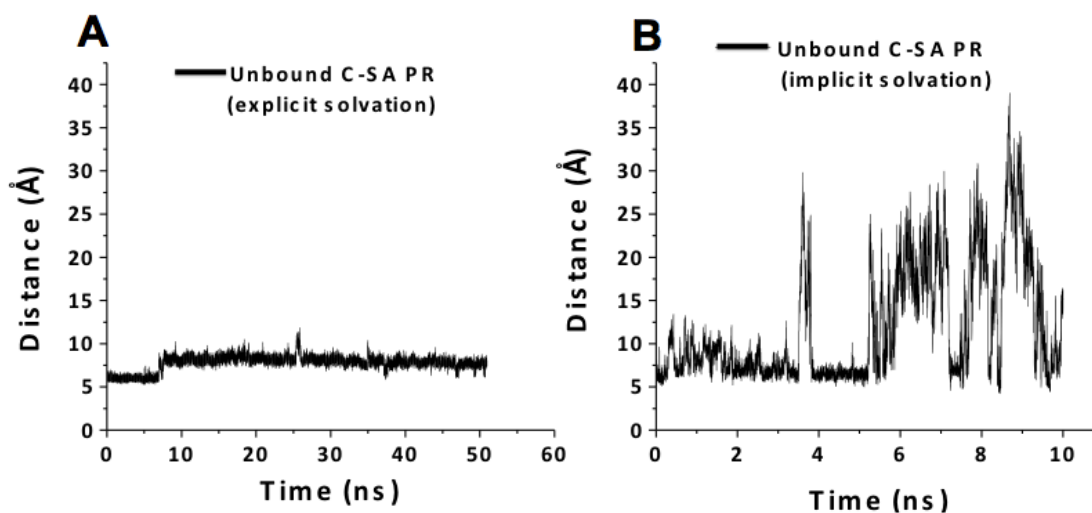 A
Unbound C-SA PR
(explicit solvation)
40
35
30
25
20
15
10
5
0
Distance (Å)
0 10 20 30 40 50 60
Time (ns)
B
Unbound C-SA PR
(implicit solvation)
40
35
30
25
20
15
10
5
0
Distance (Å)
0 2 4 6 8 10
Time (ns)